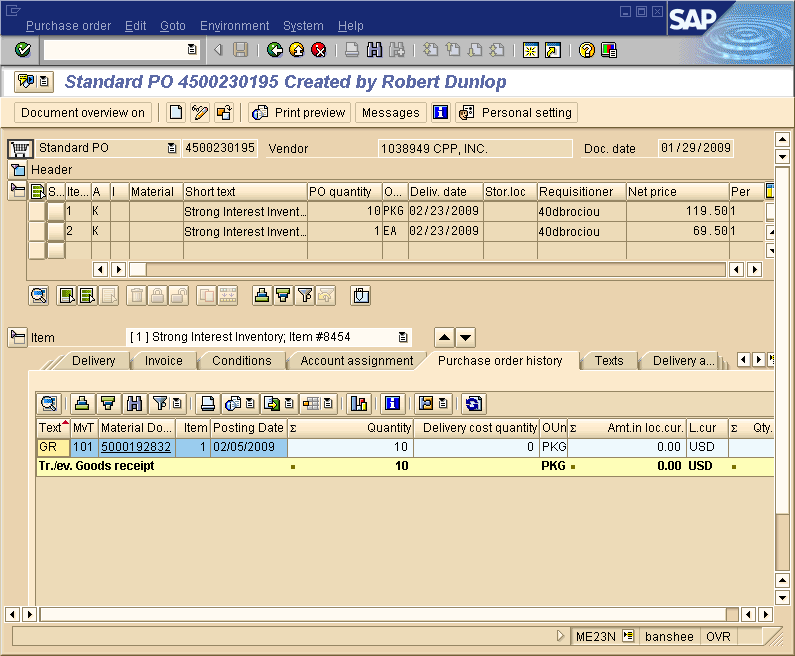 Purchase order Edit Goto Environment System Help
SAP
Standard PO 4500230195 Created by Robert Dunlop
Document overview on Print preview Messages Personal setting
Standard PO 4500230195 Vendor 1038949 CPP, INC. Doc. date 01/29/2009
Header
S... Ite... A I Material Short text PO quantity O... Deliv. date Stor.loc Requisitioner Net price Per
1 K Strong Interest Invent... 10 PKG 02/23/2009 40dbrociou 119.50 1
2 K Strong Interest Invent... 1 EA 02/23/2009 40dbrociou 69.50 1
Item [ 1 ] Strong Interest Inventory; Item #8454
Delivery Invoice Conditions Account assignment Purchase order history Texts Delivery a...
Text MvT Material Do... Item Posting Date Σ Quantity Delivery cost quantity OUn Σ Amt.in loc.cur. L.cur Σ Qty.
GR 101 5000192832 1 02/05/2009 10 0 PKG 0.00 USD
Tr./ev. Goods receipt ▪ 10 PKG ▪ 0.00 USD ▪
ME23N banshee OVR